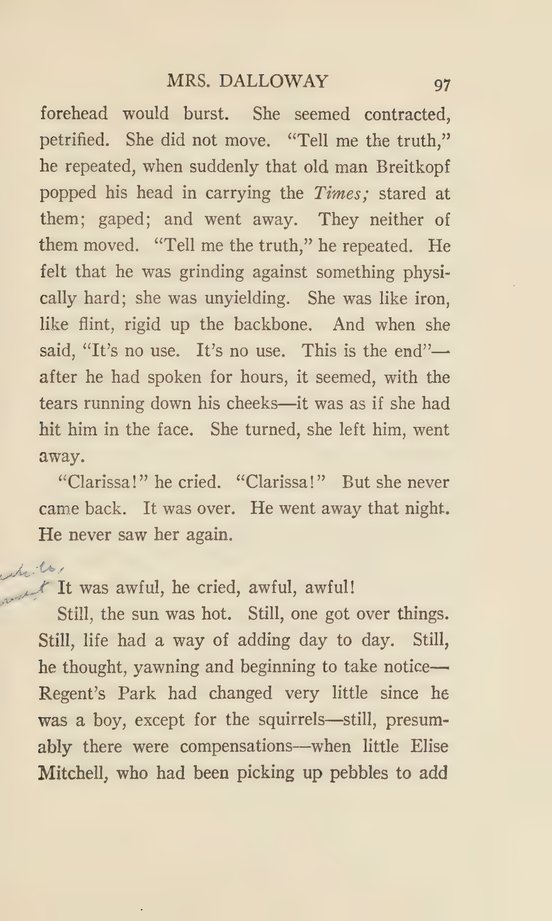 MRS. DALLOWAY 97
forehead would burst. She seemed contracted,
petrified. She did not move. “Tell me the truth,”
he repeated, when suddenly that old man Breitkopf
popped his head in carrying the Times; stared at
them; gaped; and went away. They neither of
them moved. “Tell me the truth,” he repeated. He
felt that he was grinding against something physi-
cally hard; she was unyielding. She was like iron,
like flint, rigid up the backbone. And when she
said, “It’s no use. It’s no use. This is the end”—
after he had spoken for hours, it seemed, with the
tears running down his cheeks—it was as if she had
hit him in the face. She turned, she left him, went
away.
“Clarissa!” he cried. “Clarissa!” But she never
came back. It was over. He went away that night.
He never saw her again.
It was awful, he cried, awful, awful!
Still, the sun was hot. Still, one got over things.
Still, life had a way of adding day to day. Still,
he thought, yawning and beginning to take notice—
Regent’s Park had changed very little since he
was a boy, except for the squirrels—still, presum-
ably there were compensations—when little Elise
Mitchell, who had been picking up pebbles to add